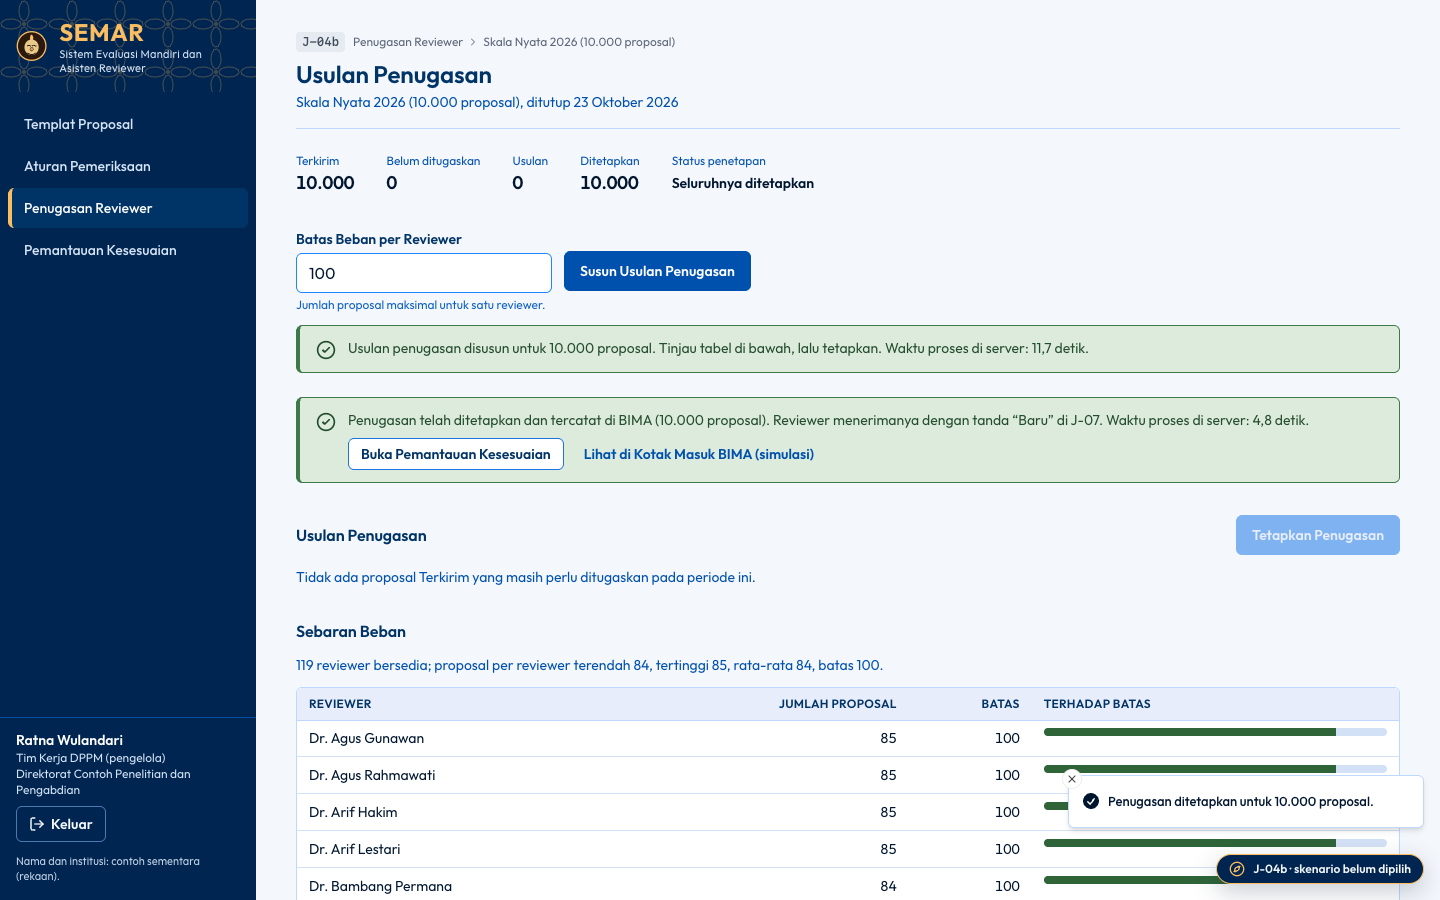 SEMAR
Sistem Evaluasi Mandiri dan
Asisten Reviewer
Templat Proposal
Aturan Pemeriksaan
Penugasan Reviewer
Pemantauan Kesesuaian
Ratna Wulandari
Tim Kerja DPPM (pengelola)
Direktorat Contoh Penelitian dan
Pengabdian
Keluar
Nama dan institusi: contoh sementara
(rekaan).
J-04b Penugasan Reviewer > Skala Nyata 2026 (10.000 proposal)
Usulan Penugasan
Skala Nyata 2026 (10.000 proposal), ditutup 23 Oktober 2026
Terkirim Belum ditugaskan Usulan Ditetapkan Status penetapan
10.000 0 0 10.000 Seluruhnya ditetapkan
Batas Beban per Reviewer
100 Susun Usulan Penugasan
Jumlah proposal maksimal untuk satu reviewer.
Usulan penugasan disusun untuk 10.000 proposal. Tinjau tabel di bawah, lalu tetapkan. Waktu proses di server: 11,7 detik.
Penugasan telah ditetapkan dan tercatat di BIMA (10.000 proposal). Reviewer menerimanya dengan tanda “Baru” di J-07. Waktu proses di server: 4,8 detik.
Buka Pemantauan Kesesuaian Lihat di Kotak Masuk BIMA (simulasi)
Usulan Penugasan Tetapkan Penugasan
Tidak ada proposal Terkirim yang masih perlu ditugaskan pada periode ini.
Sebaran Beban
119 reviewer bersedia; proposal per reviewer terendah 84, tertinggi 85, rata-rata 84, batas 100.
REVIEWER JUMLAH PROPOSAL BATAS TERHADAP BATAS
Dr. Agus Gunawan 85 100
Dr. Agus Rahmawati 85 100
Dr. Arif Hakim 85 100
Dr. Arif Lestari 85 100
Dr. Bambang Permana 84 100
Penugasan ditetapkan untuk 10.000 proposal.
J-04b · skenario belum dipilih